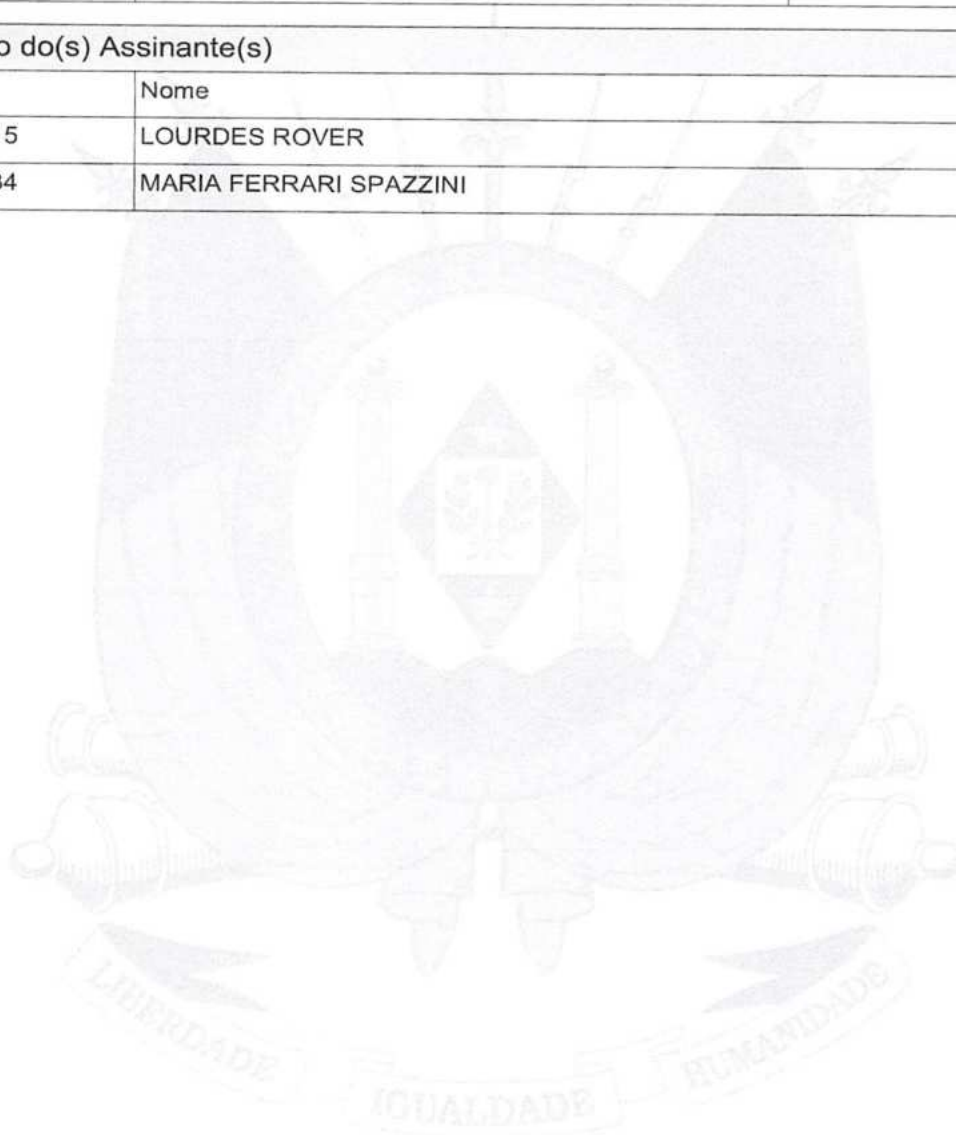 o do(s) Assinante(s)
Nome
5 LOURDES ROVER
34 MARIA FERRARI SPAZZINI
LIBERDADE
IGUALDADE
HUMANIDADE